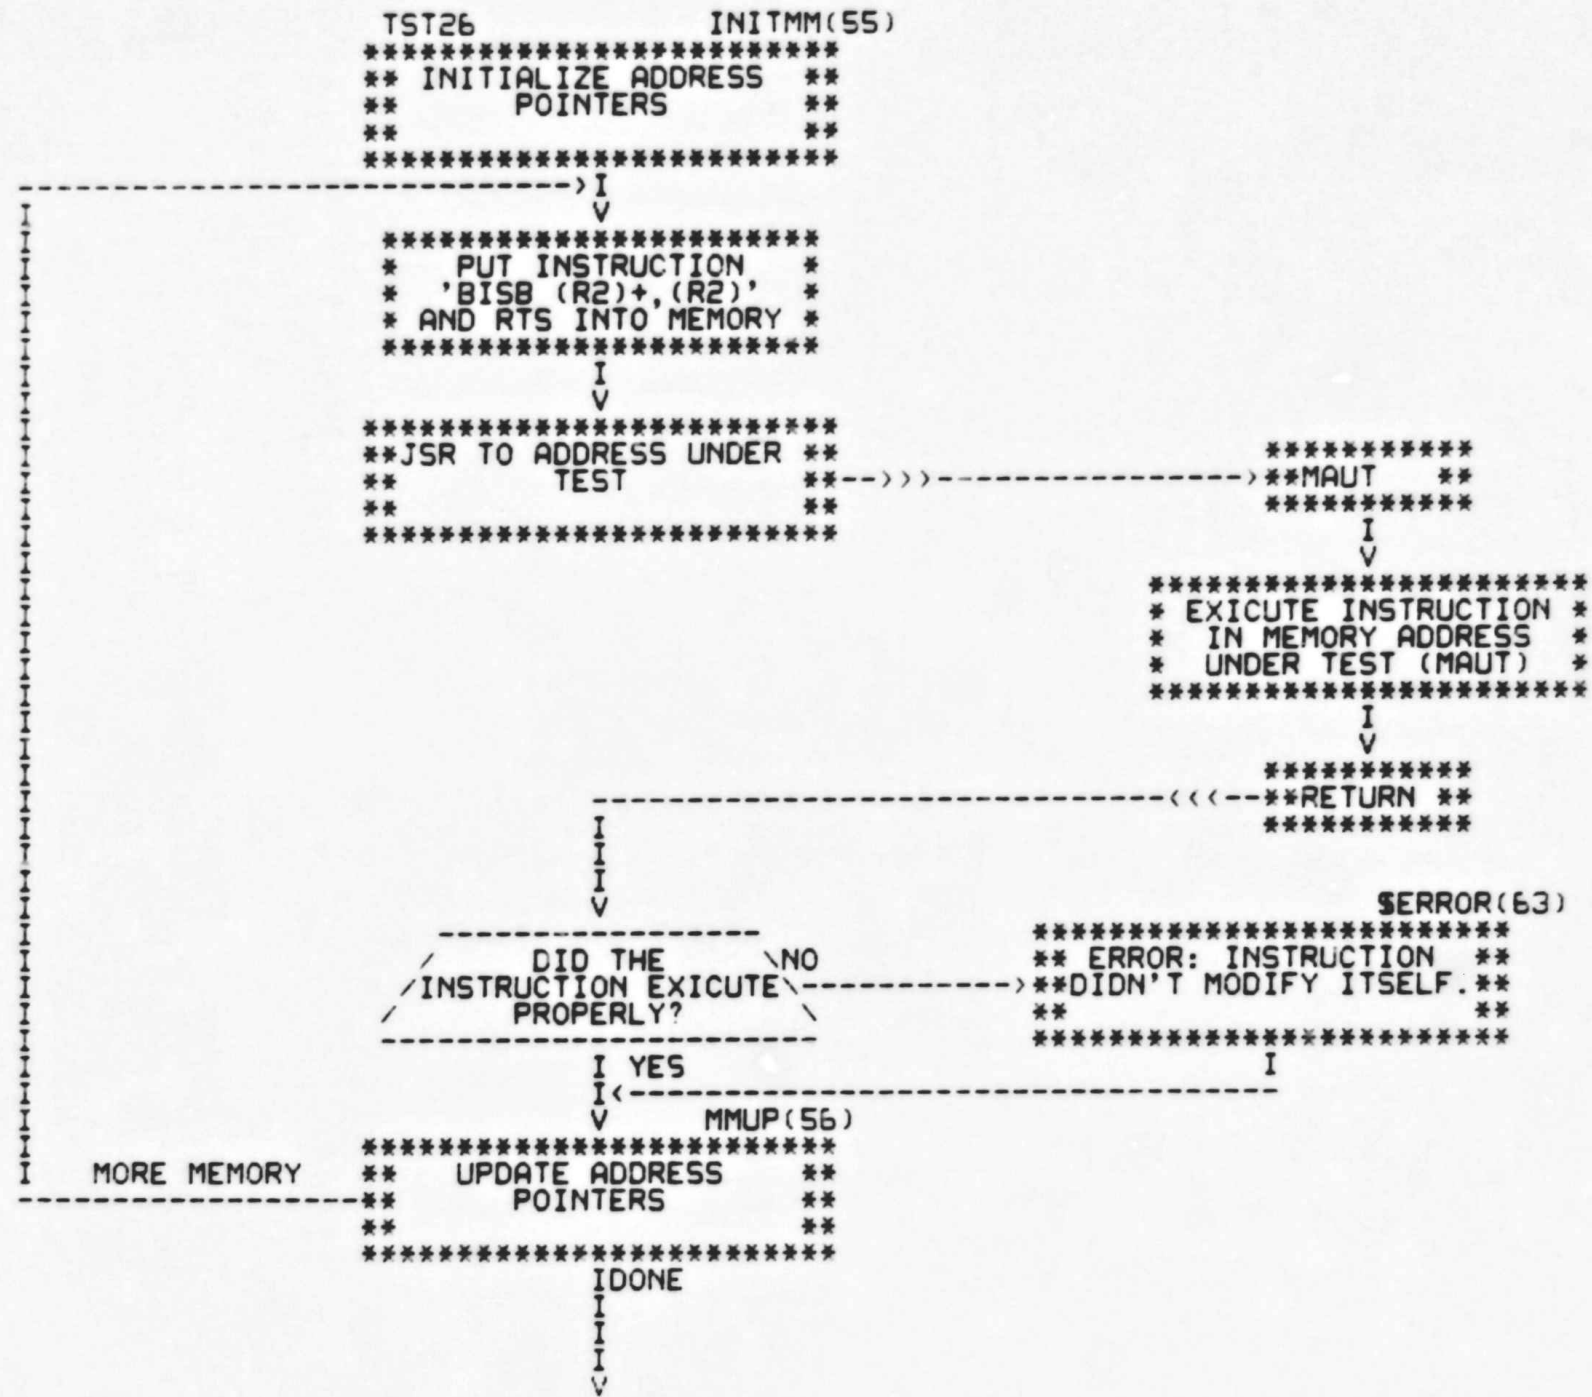 TST26 INITMM(55)
INITIALIZE ADDRESS
POINTERS
PUT INSTRUCTION
'BISB (R2)+,(R2)'
AND RTS INTO MEMORY
JSR TO ADDRESS UNDER
TEST
MAUT
EXICUTE INSTRUCTION
IN MEMORY ADDRESS
UNDER TEST (MAUT)
RETURN
$ERROR(63)
DID THE NO
INSTRUCTION EXICUTE
PROPERLY?
ERROR: INSTRUCTION
DIDN'T MODIFY ITSELF.
YES
MMUP(56)
MORE MEMORY
UPDATE ADDRESS
POINTERS
DONE